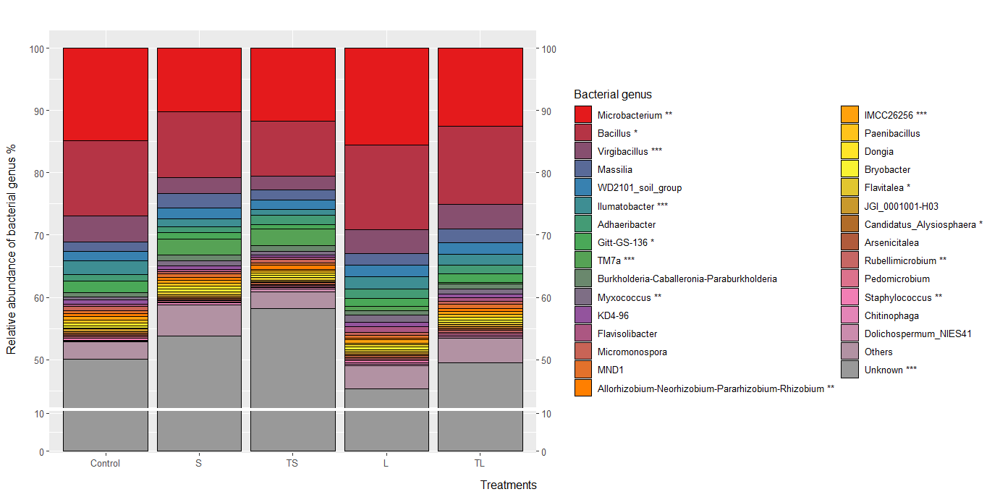 Relative abundance of bacterial genus %
100
90
80
70
60
50
10
0
100
90
80
70
60
50
10
0
Control
S
TS
L
TL
Treatments
Bacterial genus
Microbacterium **
Bacillus *
Virgibacillus ***
Massilia
WD2101_soil_group
Ilumatobacter ***
Adhaeribacter
Gitt-GS-136 *
TM7a ***
Burkholderia-Caballeronia-Paraburkholderia
Myxococcus **
KD4-96
Flavisolibacter
Micromonospora
MND1
Allorhizobium-Neorhizobium-Pararhizobium-Rhizobium **
IMCC26256 ***
Paenibacillus
Dongia
Bryobacter
Flavitalea *
JGI_0001001-H03
Candidatus_Alysiosphaera *
Arsenicitalea
Rubellimicrobium **
Pedomicrobium
Staphylococcus **
Chitinophaga
Dolichospermum_NIES41
Others
Unknown ***